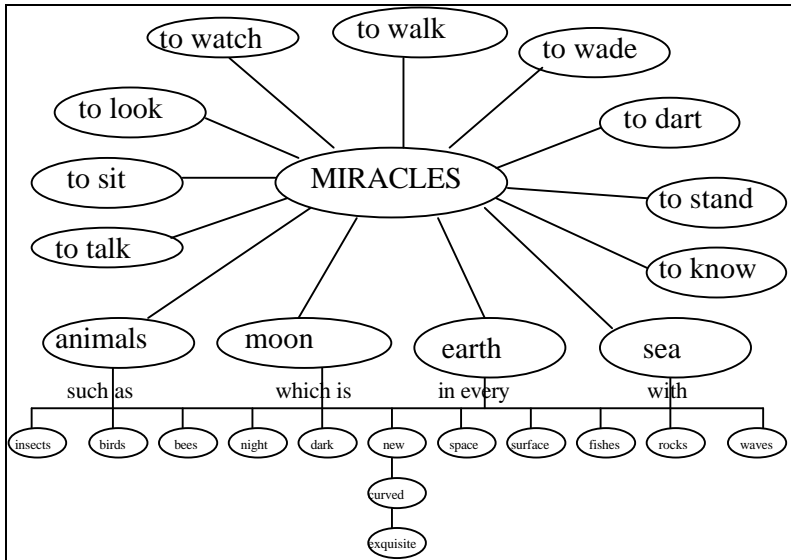 to watch
to walk
to wade
to look
to dart
to sit
MIRACLES
to stand
to talk
to know
animals
moon
earth
sea
such as
which is
in every
with
insects
birds
bees
night
dark
new
space
surface
fishes
rocks
waves
curved
exquisite